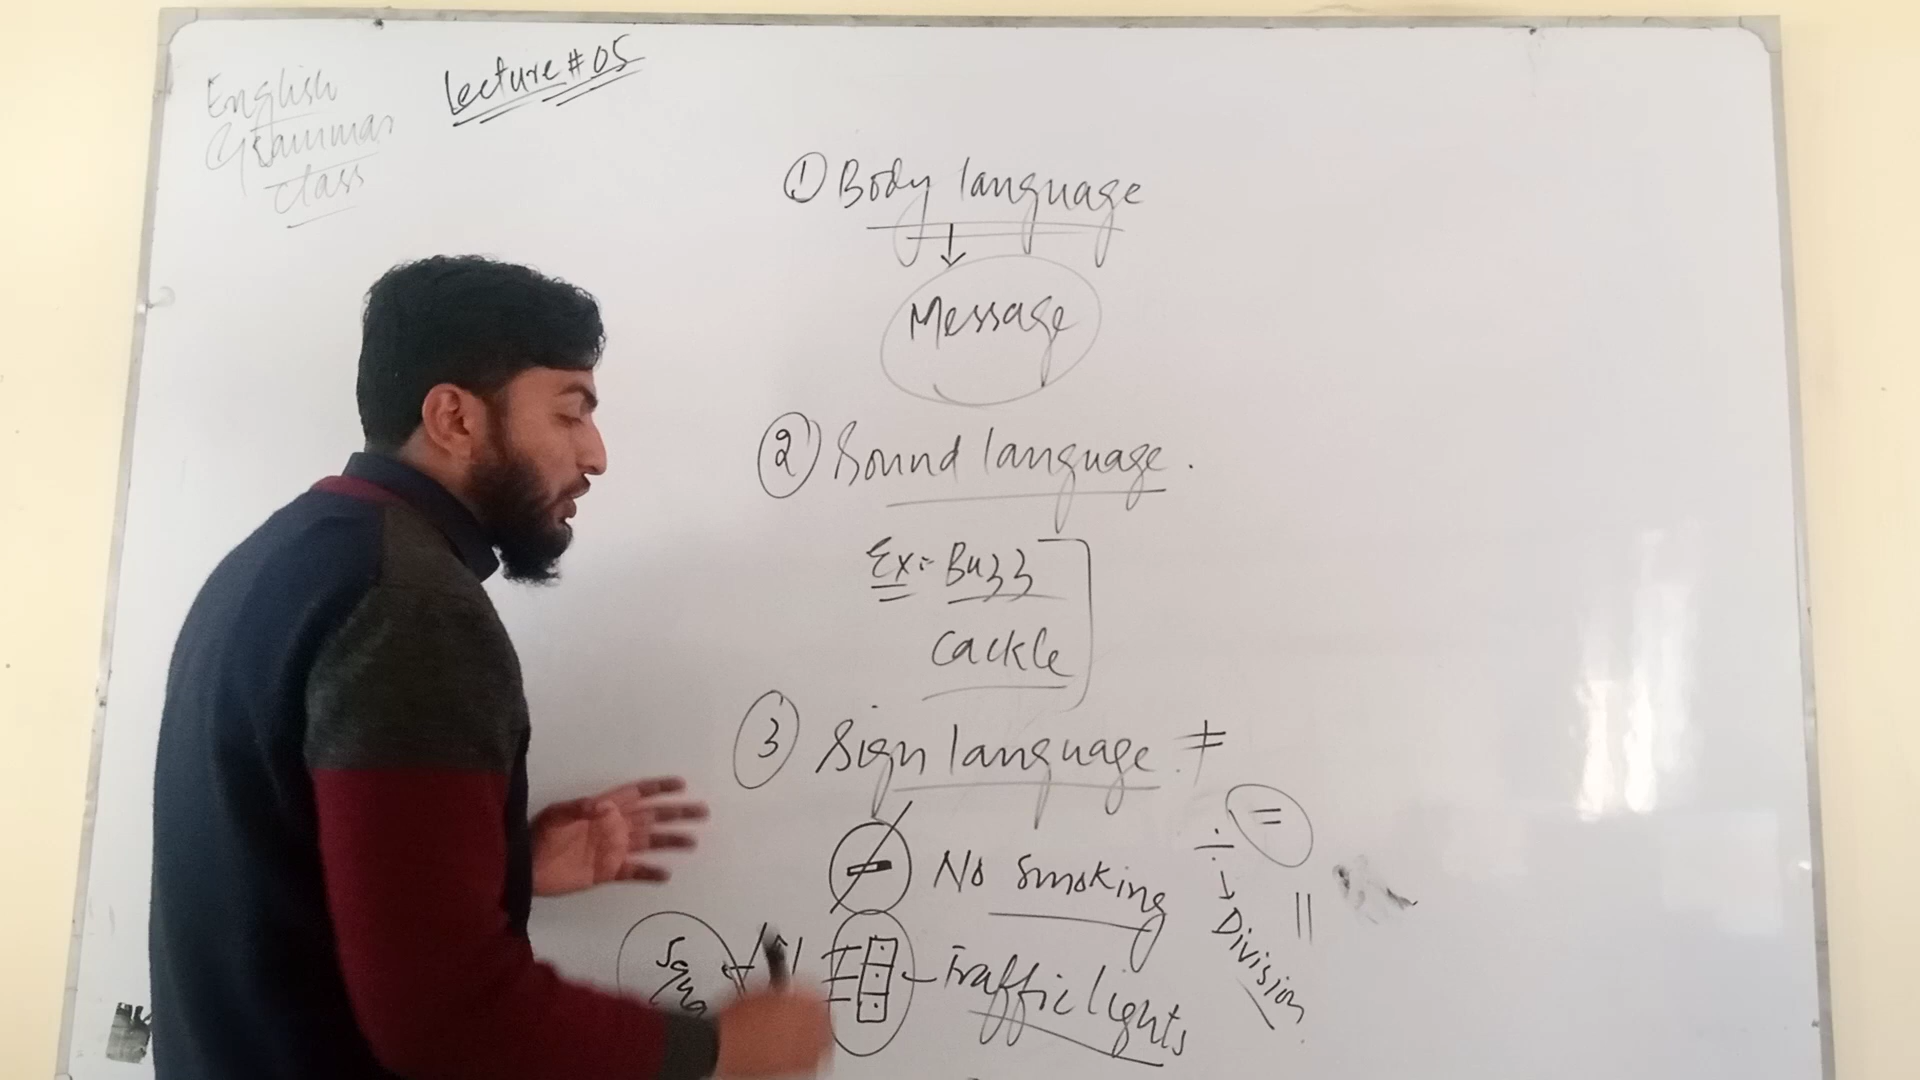 English
Grammar
class
Lecture # 05
① Body language
Message
② Sound language.
Ex = Buzz
Cackle
③ Sign language. ≠
=
÷
No smoking
Division
=
Traffic lights